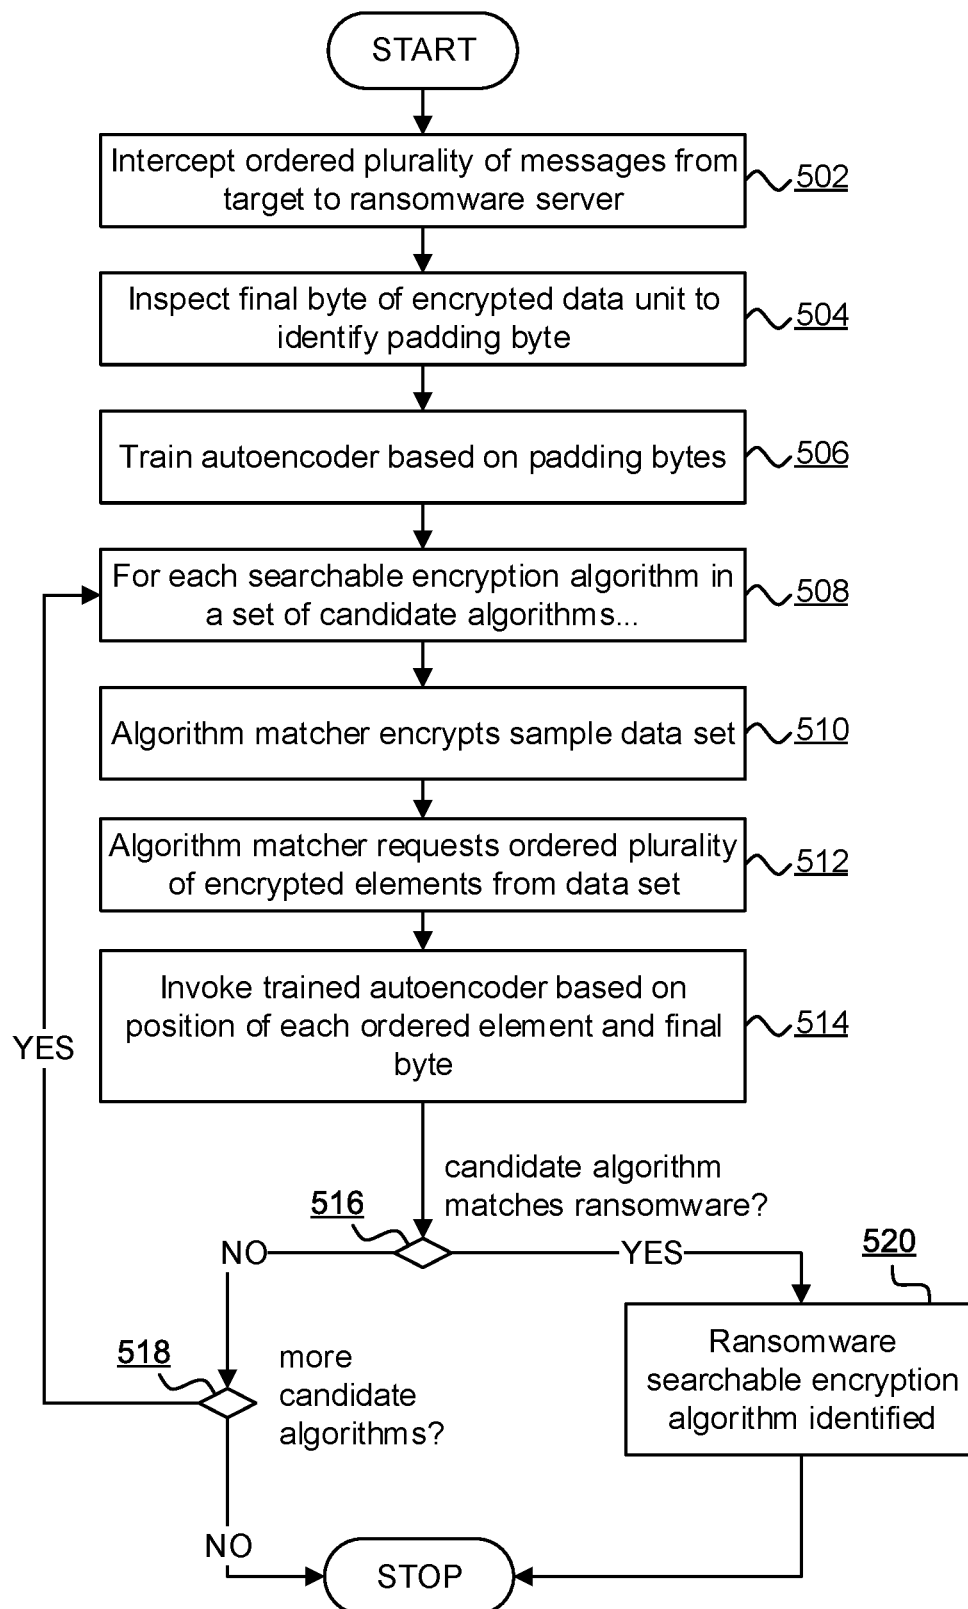 START
Intercept ordered plurality of messages from
target to ransomware server
502
Inspect final byte of encrypted data unit to
identify padding byte
504
Train autoencoder based on padding bytes
506
For each searchable encryption algorithm in
a set of candidate algorithms...
508
Algorithm matcher encrypts sample data set
510
Algorithm matcher requests ordered plurality
of encrypted elements from data set
512
Invoke trained autoencoder based on
position of each ordered element and final
byte
514
YES
candidate algorithm
matches ransomware?
516
NO
YES
520
Ransomware
searchable encryption
algorithm identified
518
more
candidate
algorithms?
NO
STOP